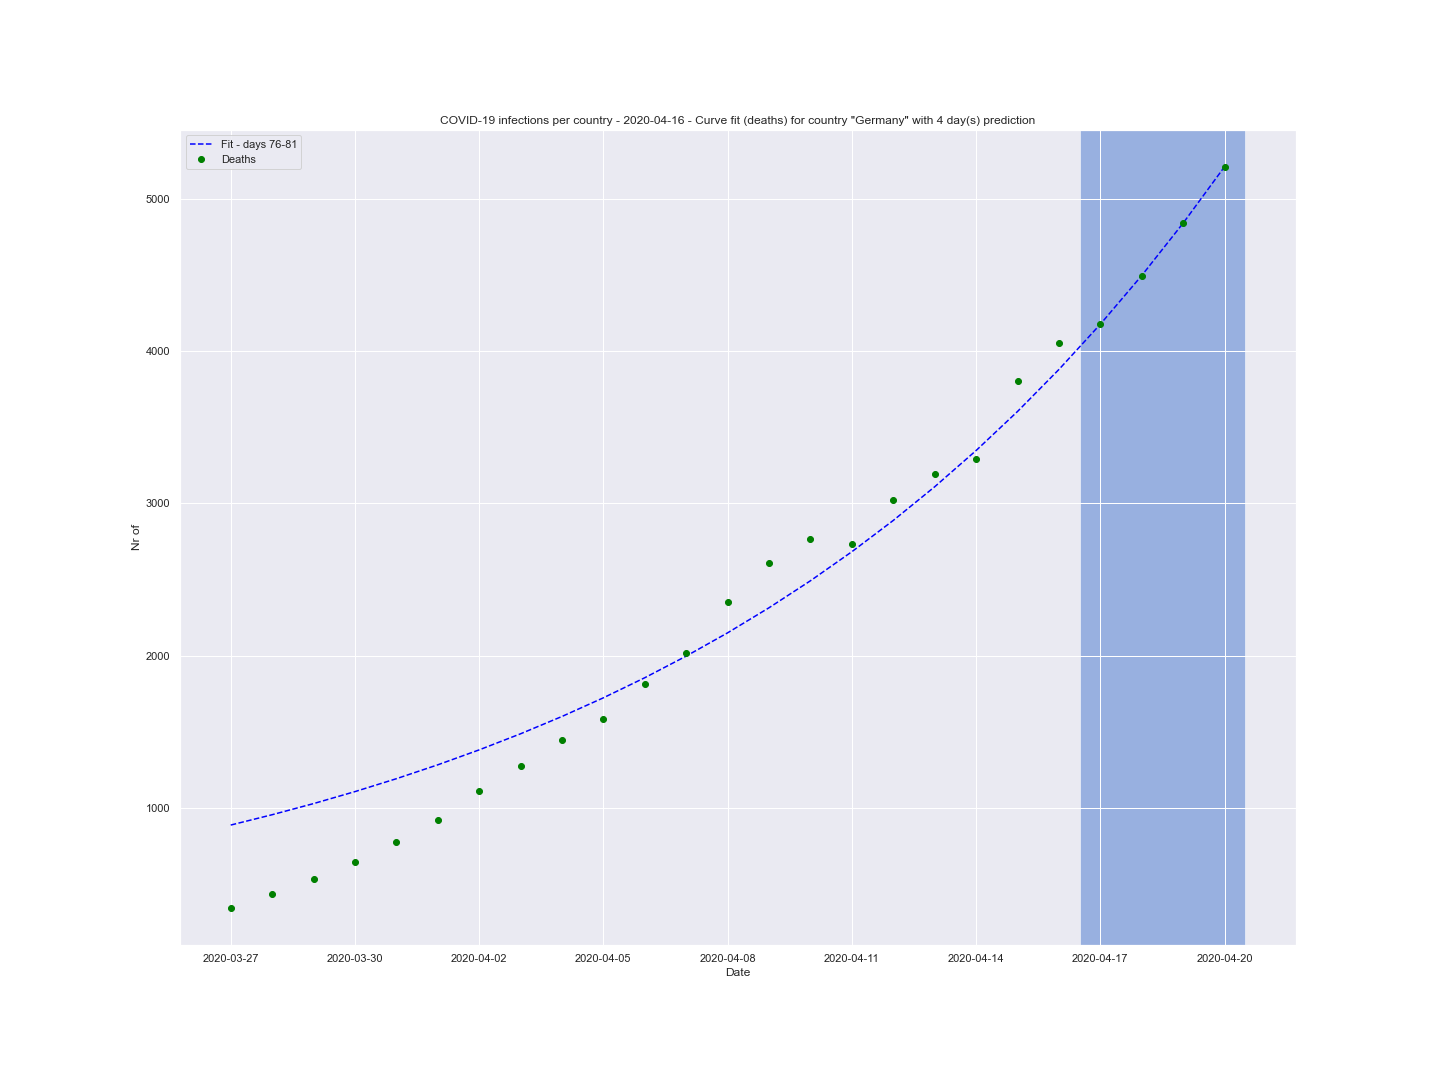 COVID-19 infections per country - 2020-04-16 - Curve fit (deaths) for country "Germany" with 4 day(s) prediction
Fit - days 76-81
Deaths
5000
4000
3000
2000
1000
Nr of
2020-03-27 2020-03-30 2020-04-02 2020-04-05 2020-04-08 2020-04-11 2020-04-14 2020-04-17 2020-04-20
Date